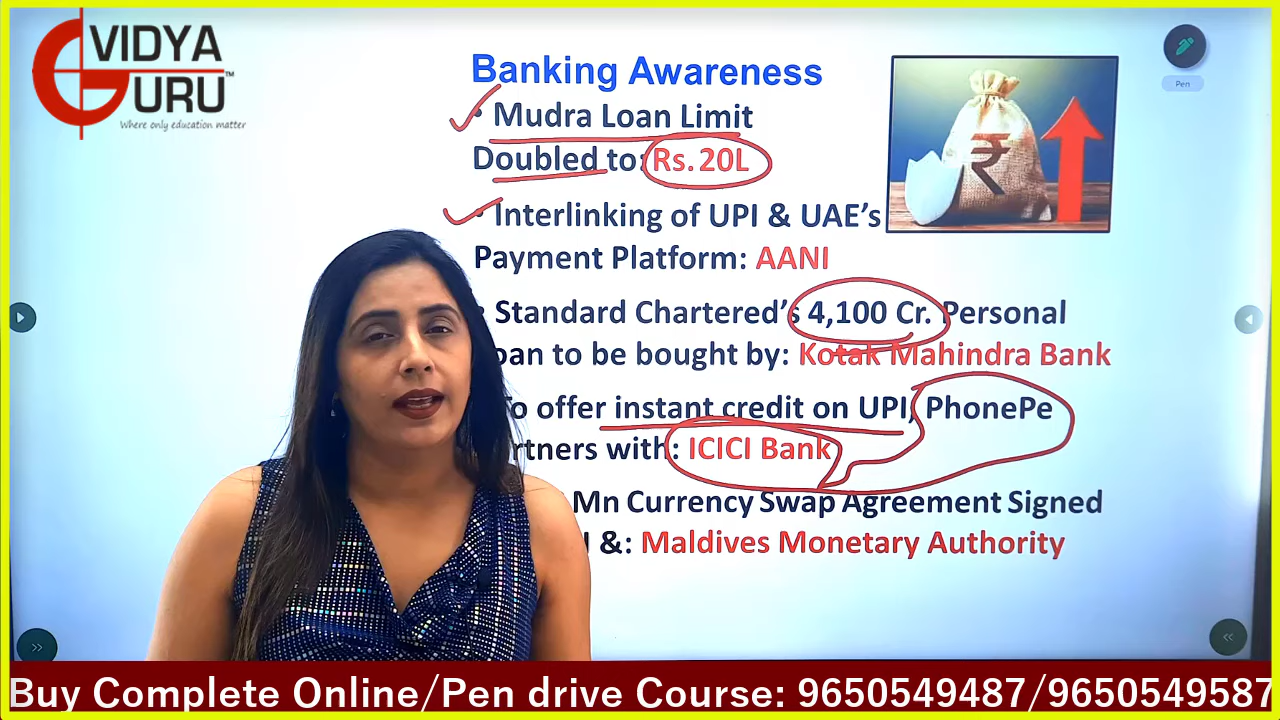 VIDYA
GURU™
Where only education matter
Banking Awareness
• Mudra Loan Limit
Doubled to: Rs. 20L
• Interlinking of UPI & UAE's
Payment Platform: AANI
• Standard Chartered's 4,100 Cr. Personal
to be bought by: Kotak Mahindra Bank
offer instant credit on UPI, PhonePe
with: ICICI Bank
Mn Currency Swap Agreement Signed
&: Maldives Monetary Authority
Pen
Buy Complete Online/Pen drive Course: 9650549487/9650549587